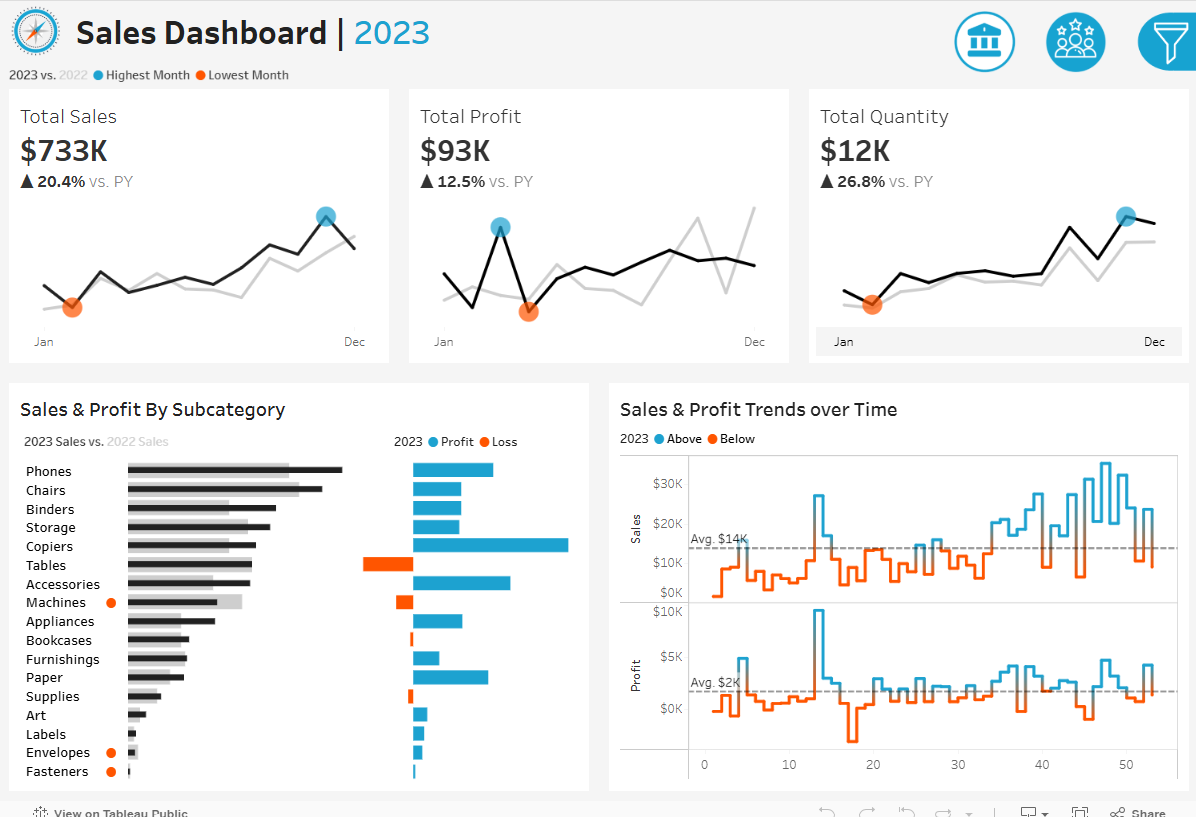 Sales Dashboard | 2023
2023 vs. 2022 Highest Month Lowest Month
Total Sales
$733K
▲ 20.4% vs. PY
Jan Dec
Total Profit
$93K
▲ 12.5% vs. PY
Jan Dec
Total Quantity
$12K
▲ 26.8% vs. PY
Jan Dec
Sales & Profit By Subcategory
2023 Sales vs. 2022 Sales
2023 Profit Loss
Phones
Chairs
Binders
Storage
Copiers
Tables
Accessories
Machines
Appliances
Bookcases
Furnishings
Paper
Supplies
Art
Labels
Envelopes
Fasteners
Sales & Profit Trends over Time
2023 Above Below
Sales
$30K
$20K
Avg. $14K
$10K
$0K
Profit
$10K
$5K
Avg. $2K
$0K
0 10 20 30 40 50
View on Tableau Public
Share